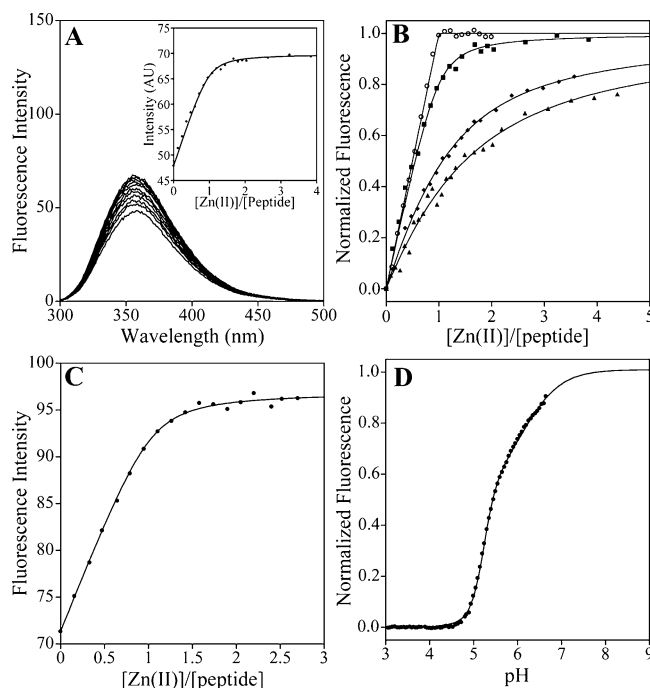 A
150
100
50
0
Fluorescence Intensity
300 350 400 450 500
Wavelength (nm)
80
75
70
65
60
55
50
45
Intensity (AU)
0 1 2 3 4
[Zn(II)]/[Peptide]
B
1.0
0.8
0.6
0.4
0.2
0.0
Normalized Fluorescence
0 1 2 3 4 5
[Zn(II)]/[peptide]
C
100
95
90
85
80
75
70
Fluorescence Intensity
0 0.5 1 1.5 2 2.5 3
[Zn(II)]/[peptide]
D
1.0
0.8
0.6
0.4
0.2
0.0
Normalized Fluorescence
3 4 5 6 7 8 9
pH